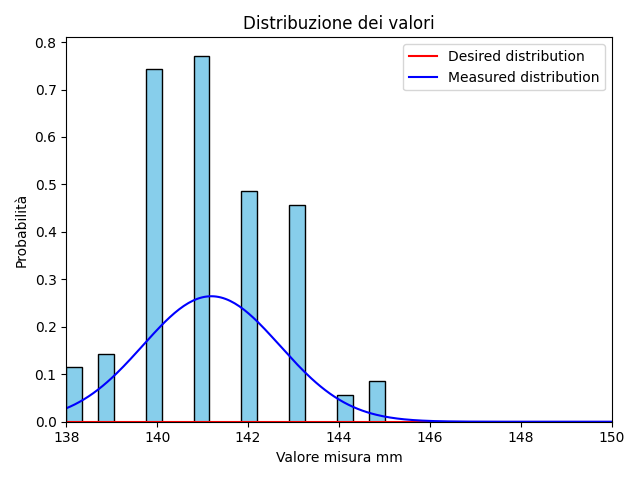 Distribuzione dei valori
Desired distribution
Measured distribution
Probabilità
0.8
0.7
0.6
0.5
0.4
0.3
0.2
0.1
0.0
138 140 142 144 146 148 150
Valore misura mm